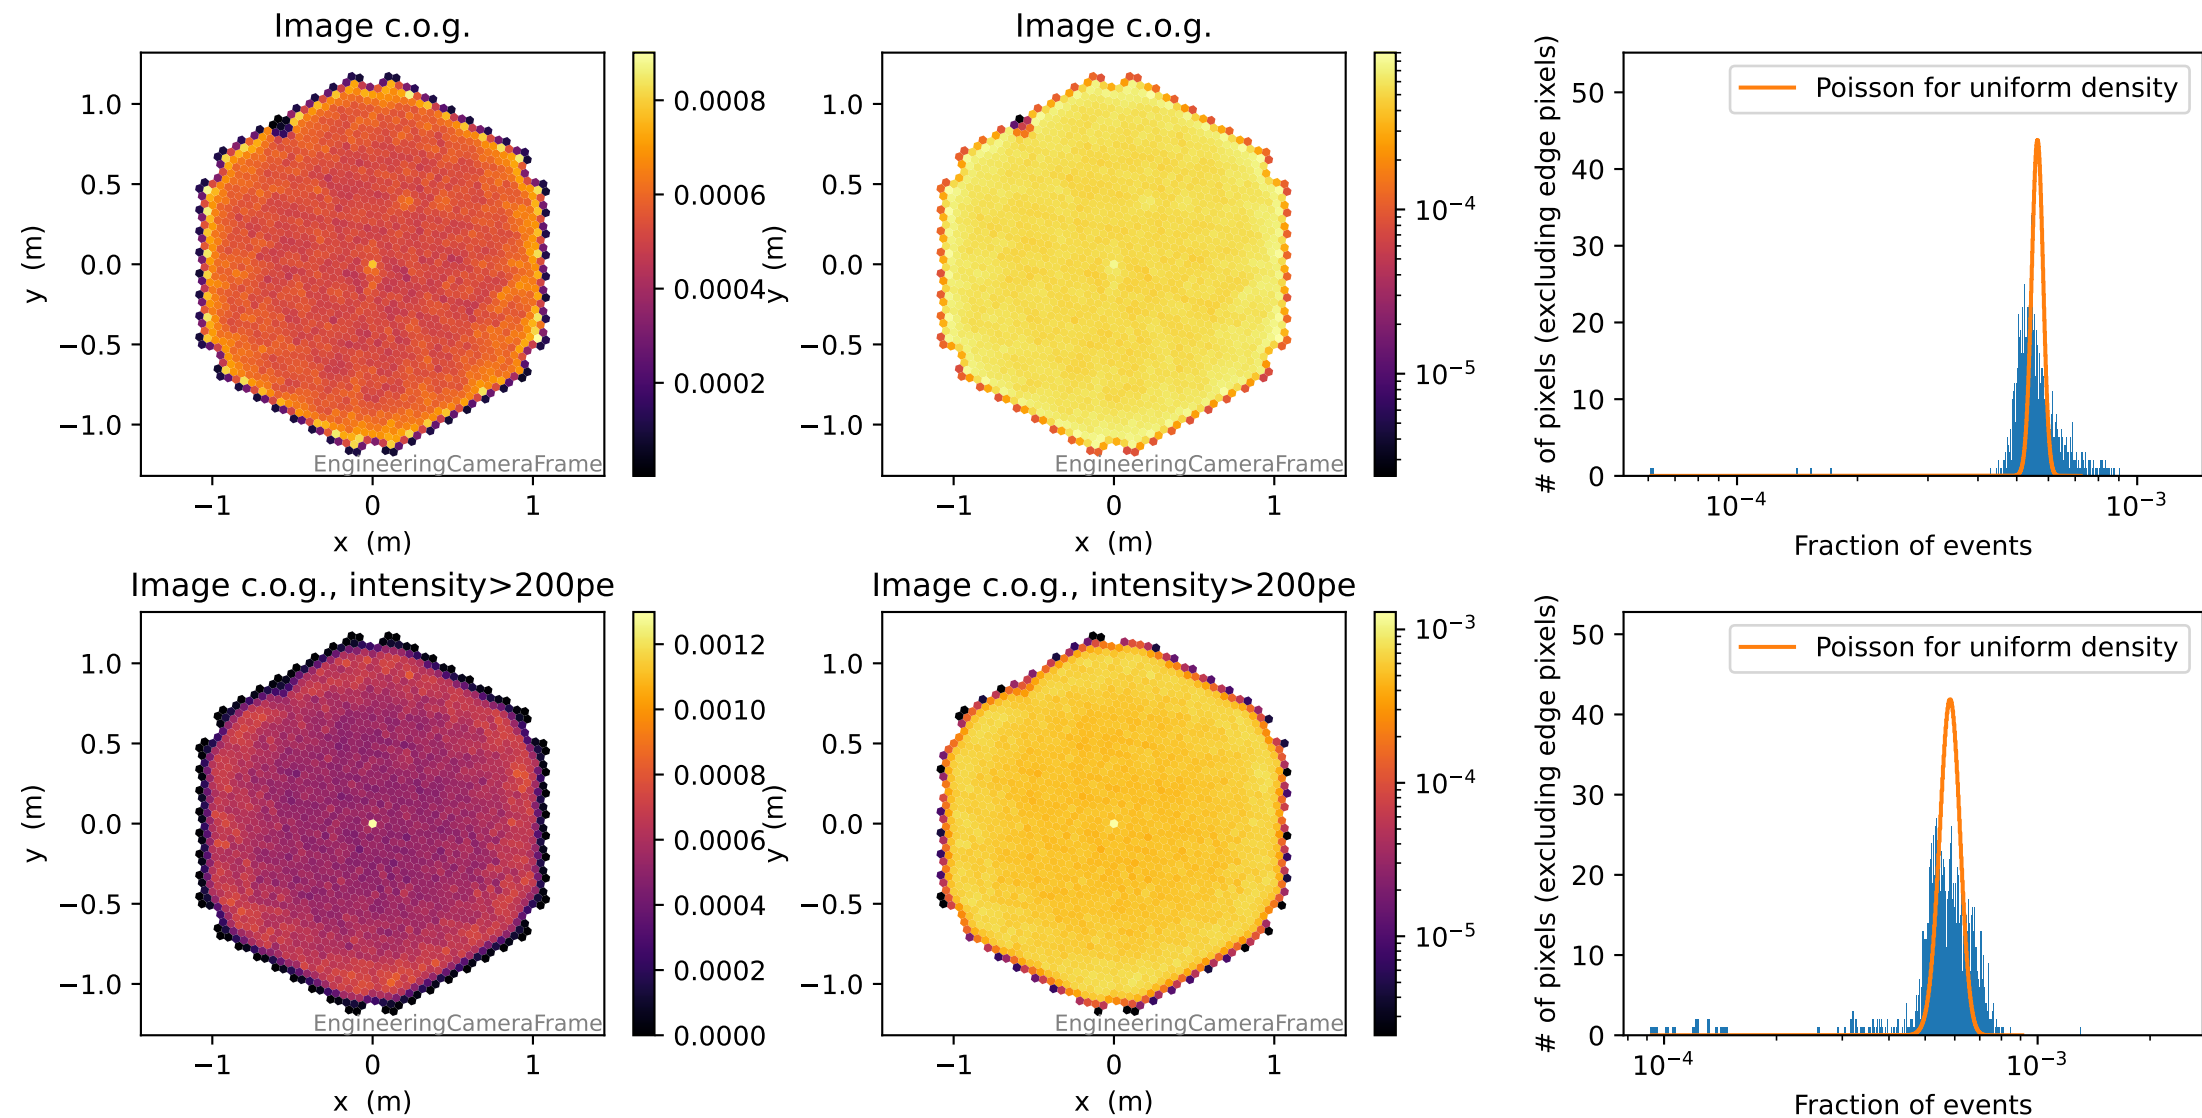 Image c.o.g.
1.0
0.5
0.0
−0.5
−1.0
y (m)
−1
0
1
x (m)
EngineeringCameraFrame
0.0008
0.0006
0.0004
0.0002
Image c.o.g.
1.0
0.5
0.0
−0.5
−1.0
y (m)
−1
0
1
x (m)
EngineeringCameraFrame
10−4
10−5
# of pixels (excluding edge pixels)
50
40
30
20
10
0
Poisson for uniform density
10−4
10−3
Fraction of events
Image c.o.g., intensity>200pe
1.0
0.5
0.0
−0.5
−1.0
y (m)
−1
0
1
x (m)
EngineeringCameraFrame
0.0012
0.0010
0.0008
0.0006
0.0004
0.0002
0.0000
Image c.o.g., intensity>200pe
1.0
0.5
0.0
−0.5
−1.0
y (m)
−1
0
1
x (m)
EngineeringCameraFrame
10−3
10−4
10−5
# of pixels (excluding edge pixels)
50
40
30
20
10
0
Poisson for uniform density
10−4
10−3
Fraction of events